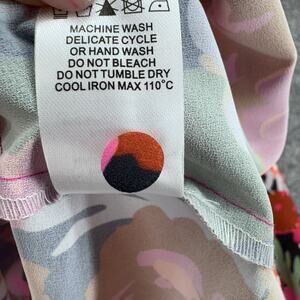 MACHINE WASH
DELICATE CYCLE
OR HAND WASH
DO NOT BLEACH
DO NOT TUMBLE DRY
COOL IRON MAX 110°C